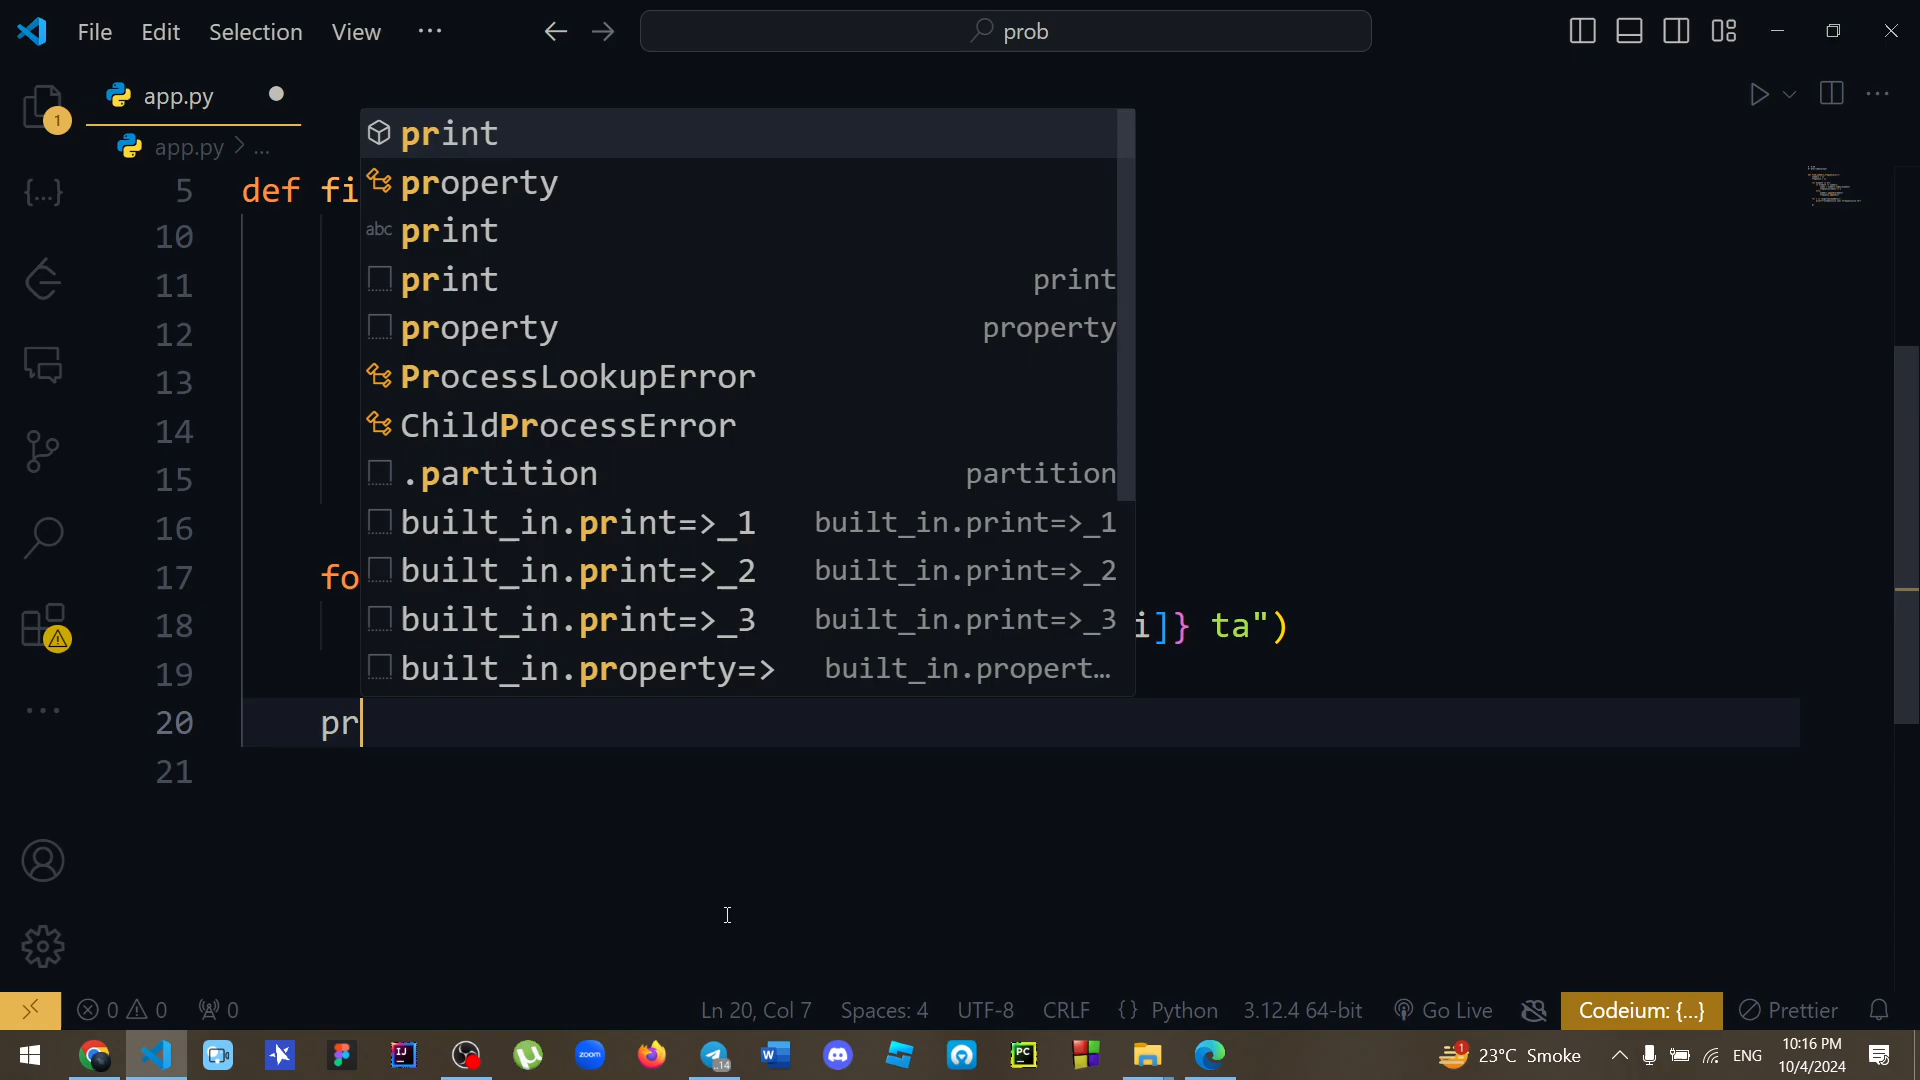 File Edit Selection View ... prob
app.py
app.py > ...
1
print
property
print
print print
property property
ProcessLookupError
ChildProcessError
.partition partition
built_in.print=>_1 built_in.print=>_1
built_in.print=>_2 built_in.print=>_2
built_in.print=>_3 built_in.print=>_3
built_in.property=> built_in.propert...
5 def fi
10
11
12
13
14
15
16
17 fo
18 i]} ta")
19
20 pr
21
0 0 0 Ln 20, Col 7 Spaces: 4 UTF-8 CRLF {} Python 3.12.4 64-bit Go Live Codeium: {...} Prettier
zoom 14 1 23°C Smoke ENG 10:16 PM
10/4/2024